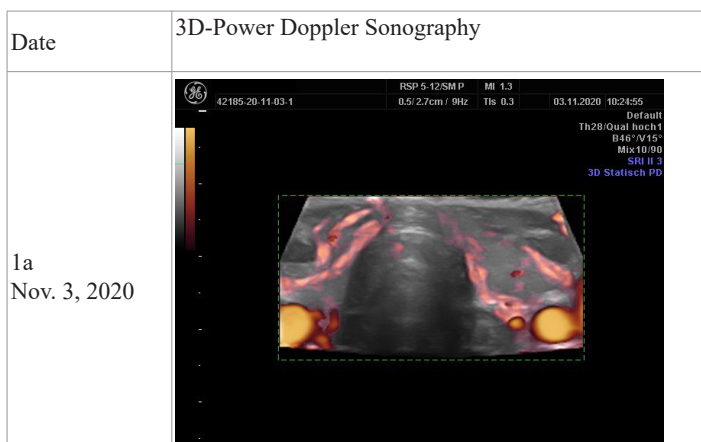 Date
3D-Power Doppler Sonography
1a
Nov. 3, 2020
42185-20-11-03-1
RSP 5-12/SM P MI 1.3
0.5/2.7cm / 9Hz TIs 0.3
03.11.2020 10:24:55
Default
Th28/Qual hoch1
B46°/V15°
Mix10/90
SRI II 3
3D Statisch PD